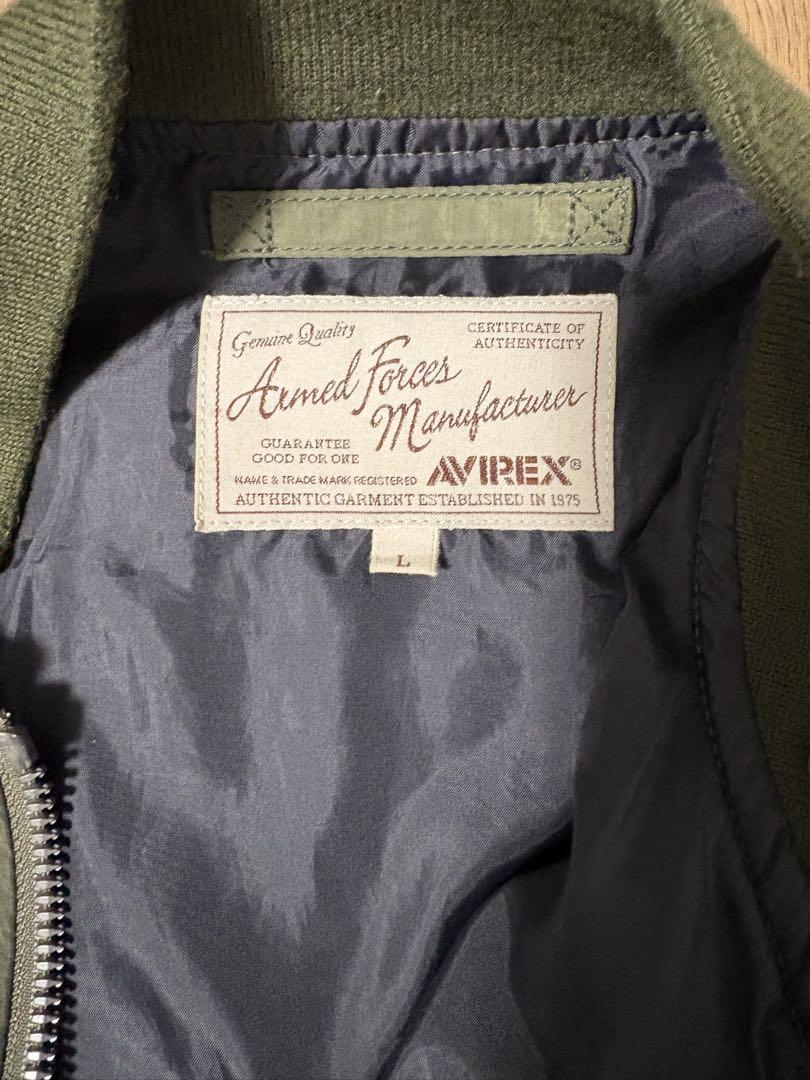 Genuine Quality
CERTIFICATE OF
AUTHENTICITY
Armed Forces
Manufacturer
GUARANTEE
GOOD FOR ONE
NAME & TRADE MARK REGISTERED
AVIREX®
AUTHENTIC GARMENT ESTABLISHED IN 1975
L